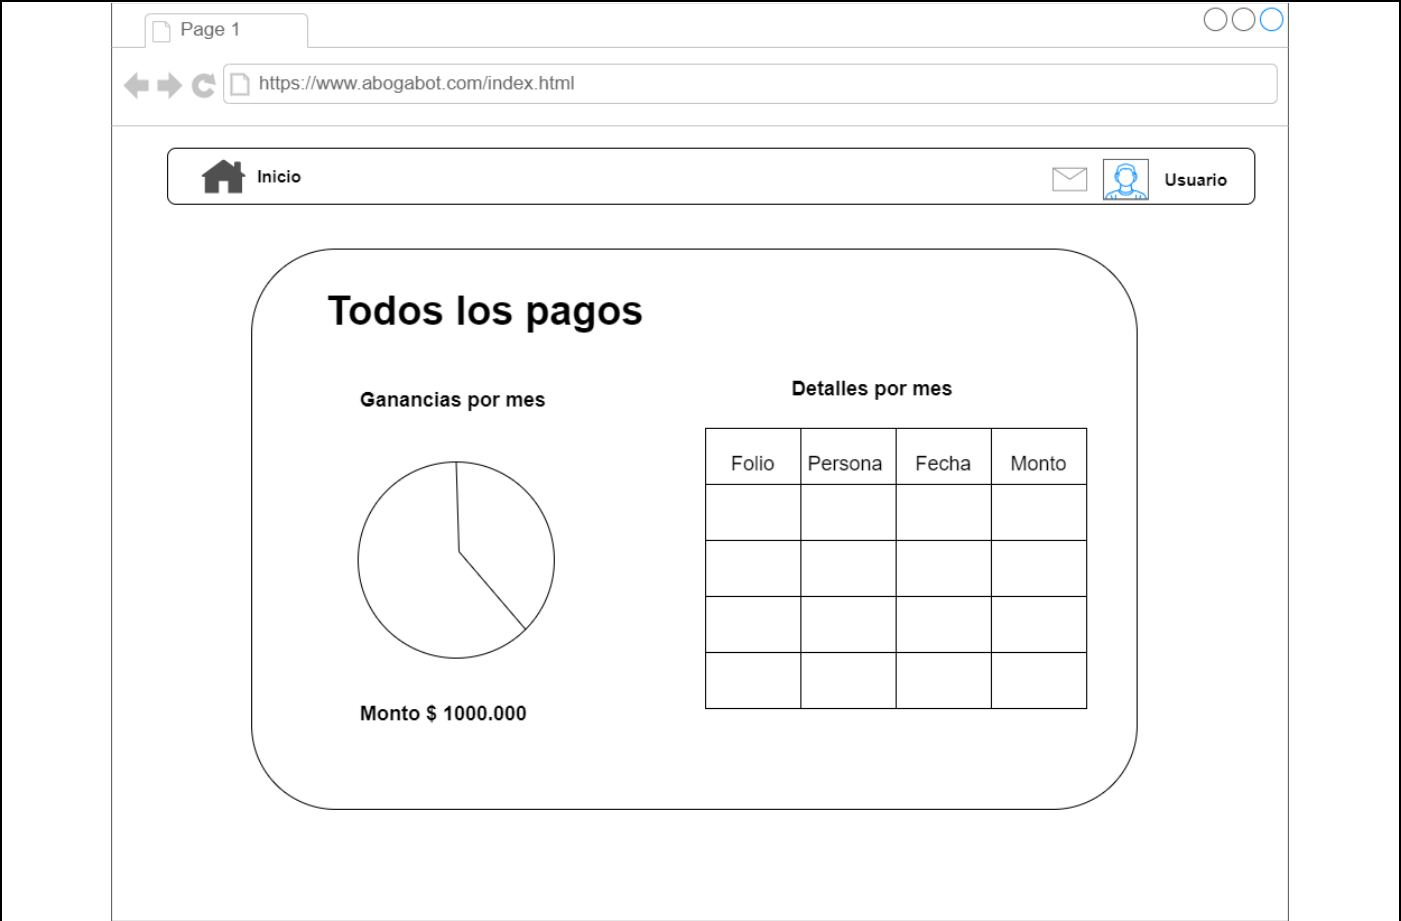 Page 1
https://www.abogabot.com/index.html
Inicio
Usuario
Todos los pagos
Ganancias por mes
Detalles por mes
Folio Persona Fecha Monto
Monto $ 1000.000